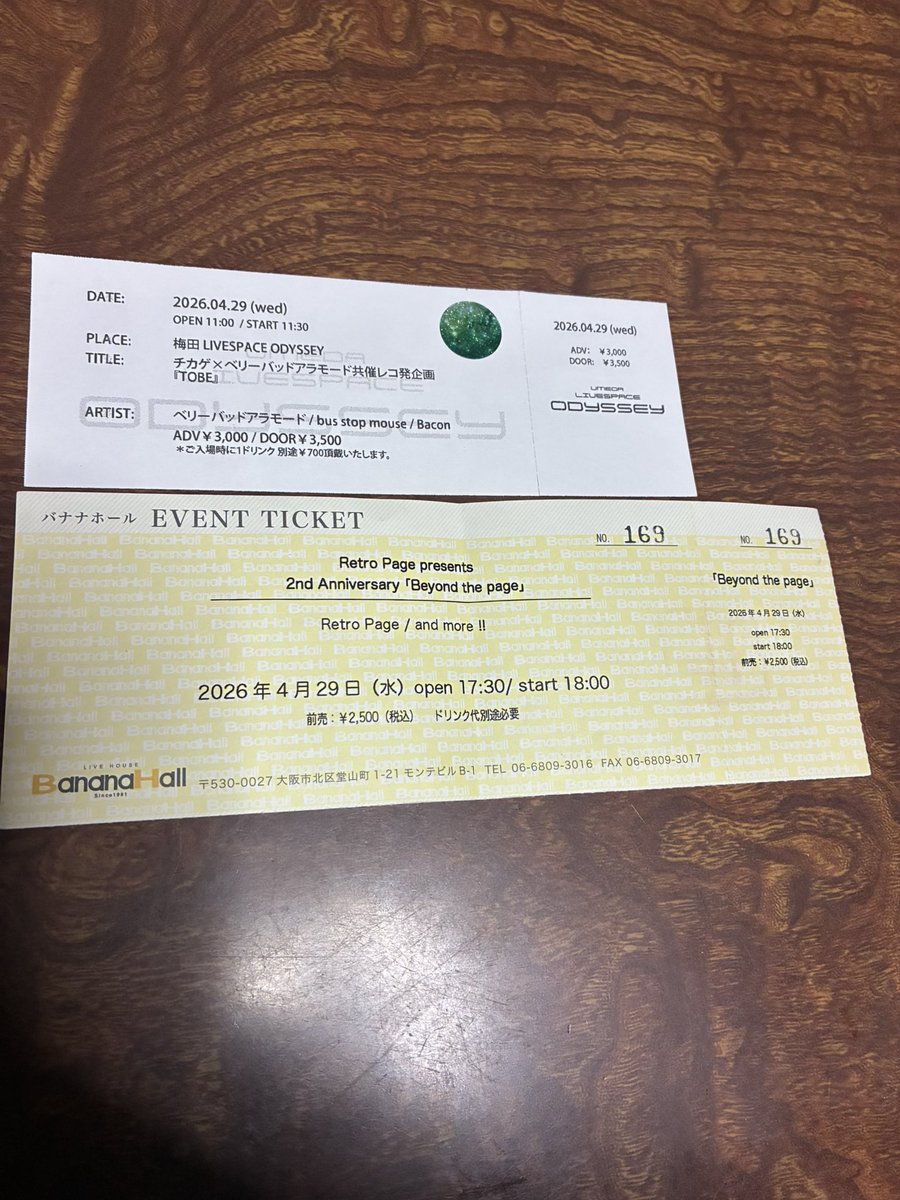 DATE: 2026.04.29 (wed)
OPEN 11:00 / START 11:30
PLACE: 梅田 LIVESPACE ODYSSEY
TITLE: チカゲ×ベリーバッドアラモード共催レコ発企画
『TOBE』
ARTIST: ベリーバッドアラモード / bus stop mouse / Bacon
ADV￥3,000 / DOOR￥3,500
＊ご入場時に1ドリンク 別途￥700頂戴いたします。
UMEDA
LIVESPACE
ODYSSEY
2026.04.29 (wed)
ADV: ￥3,000
DOOR: ￥3,500
UMEDA
LIVESPACE
ODYSSEY
バナナホール EVENT TICKET
NO. 169
Retro Page presents
2nd Anniversary「Beyond the page」
Retro Page / and more !!
2026年4月29日（水）open 17:30/ start 18:00
前売：￥2,500（税込） ドリンク代別途必要
LIVE HOUSE
BananaHall
Since1981
〒530-0027 大阪市北区堂山町1-21 モンテビルB-1 TEL 06-6809-3016 FAX 06-6809-3017
NO. 169
「Beyond the page」
2026年4月29日（水）
open 17:30
start 18:00
前売：￥2,500（税込）